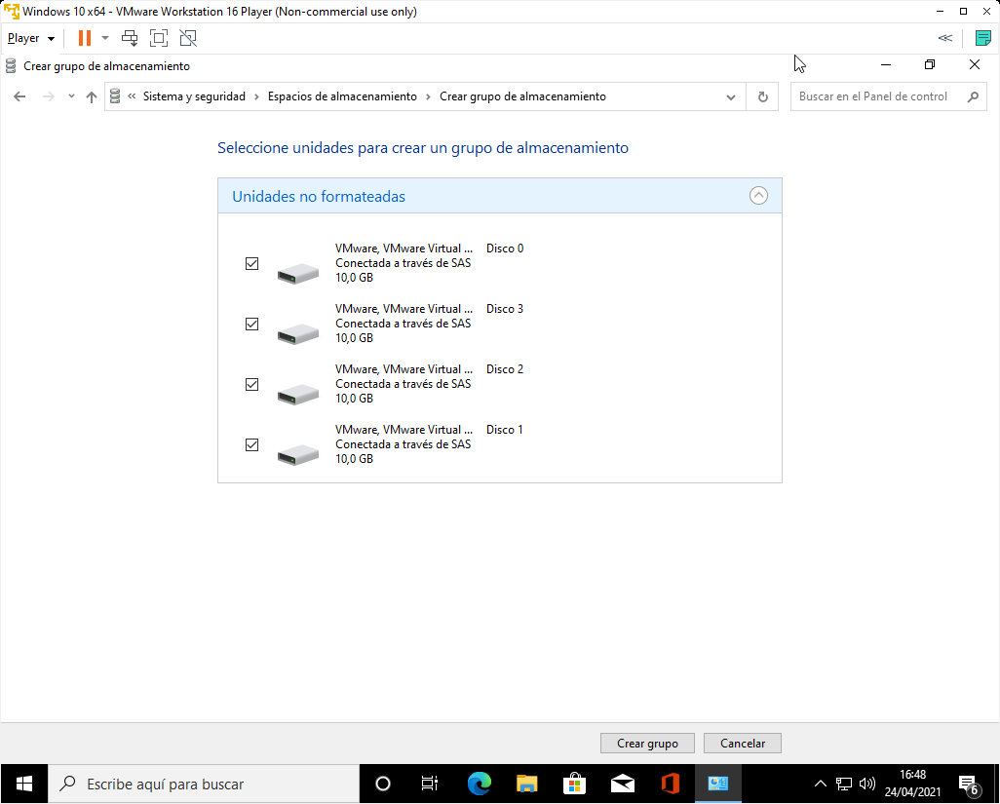 Windows 10 x64 - VMware Workstation 16 Player (Non-commercial use only)
Player
Crear grupo de almacenamiento
« Sistema y seguridad > Espacios de almacenamiento > Crear grupo de almacenamiento
Buscar en el Panel de control
Seleccione unidades para crear un grupo de almacenamiento
Unidades no formateadas
VMware, VMware Virtual ... Disco 0
Conectada a través de SAS
10,0 GB
VMware, VMware Virtual ... Disco 3
Conectada a través de SAS
10,0 GB
VMware, VMware Virtual ... Disco 2
Conectada a través de SAS
10,0 GB
VMware, VMware Virtual ... Disco 1
Conectada a través de SAS
10,0 GB
Crear grupo
Cancelar
Escribe aquí para buscar
16:48
24/04/2021
6